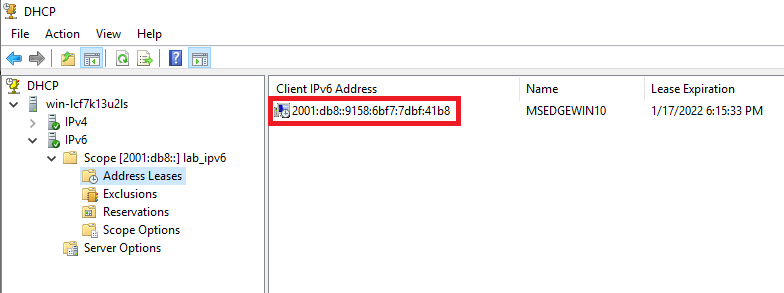 DHCP
File Action View Help
DHCP
win-lcf7k13u2ls
IPv4
IPv6
Scope [2001:db8::] lab_ipv6
Address Leases
Exclusions
Reservations
Scope Options
Server Options
Client IPv6 Address Name Lease Expiration
2001:db8::9158:6bf7:7dbf:41b8 MSEDGEWIN10 1/17/2022 6:15:33 PM